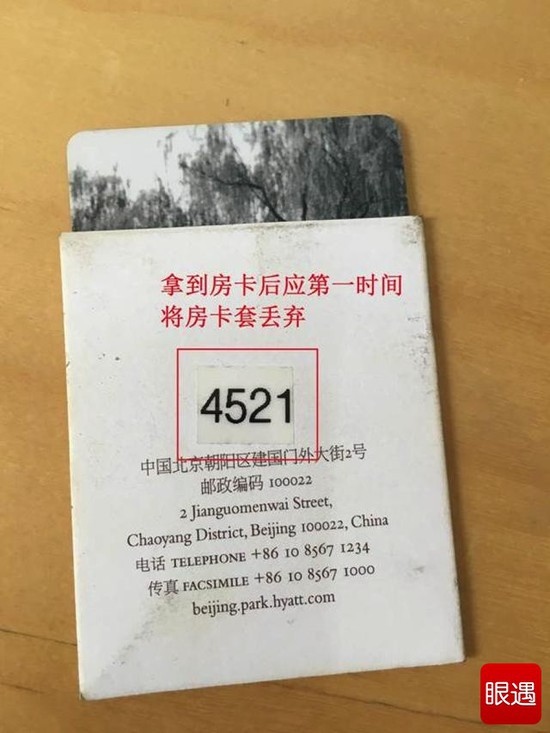 拿到房卡后应第一时间
将房卡套丢弃
4521
中国北京朝阳区建国门外大街2号
邮政编码 100022
2 Jianguomenwai Street,
Chaoyang District, Beijing 100022, China
电话 TELEPHONE +86 10 8567 1234
传真 FACSIMILE +86 10 8567 1000
beijing.park.hyatt.com
眼遇